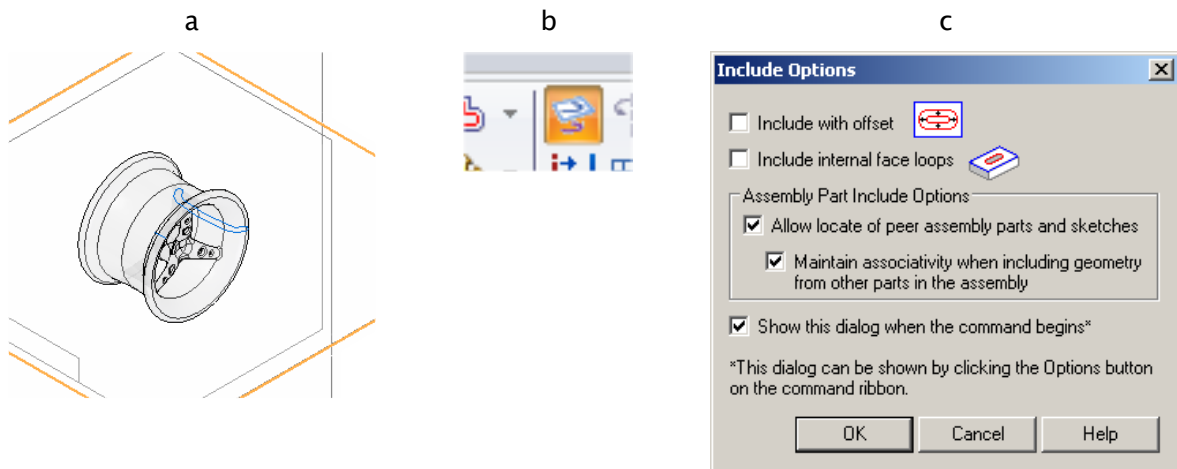 a
b
c
Include Options
Include with offset
Include internal face loops
Assembly Part Include Options
Allow locate of peer assembly parts and sketches
Maintain associativity when including geometry
from other parts in the assembly
Show this dialog when the command begins*
*This dialog can be shown by clicking the Options button
on the command ribbon.
OK
Cancel
Help